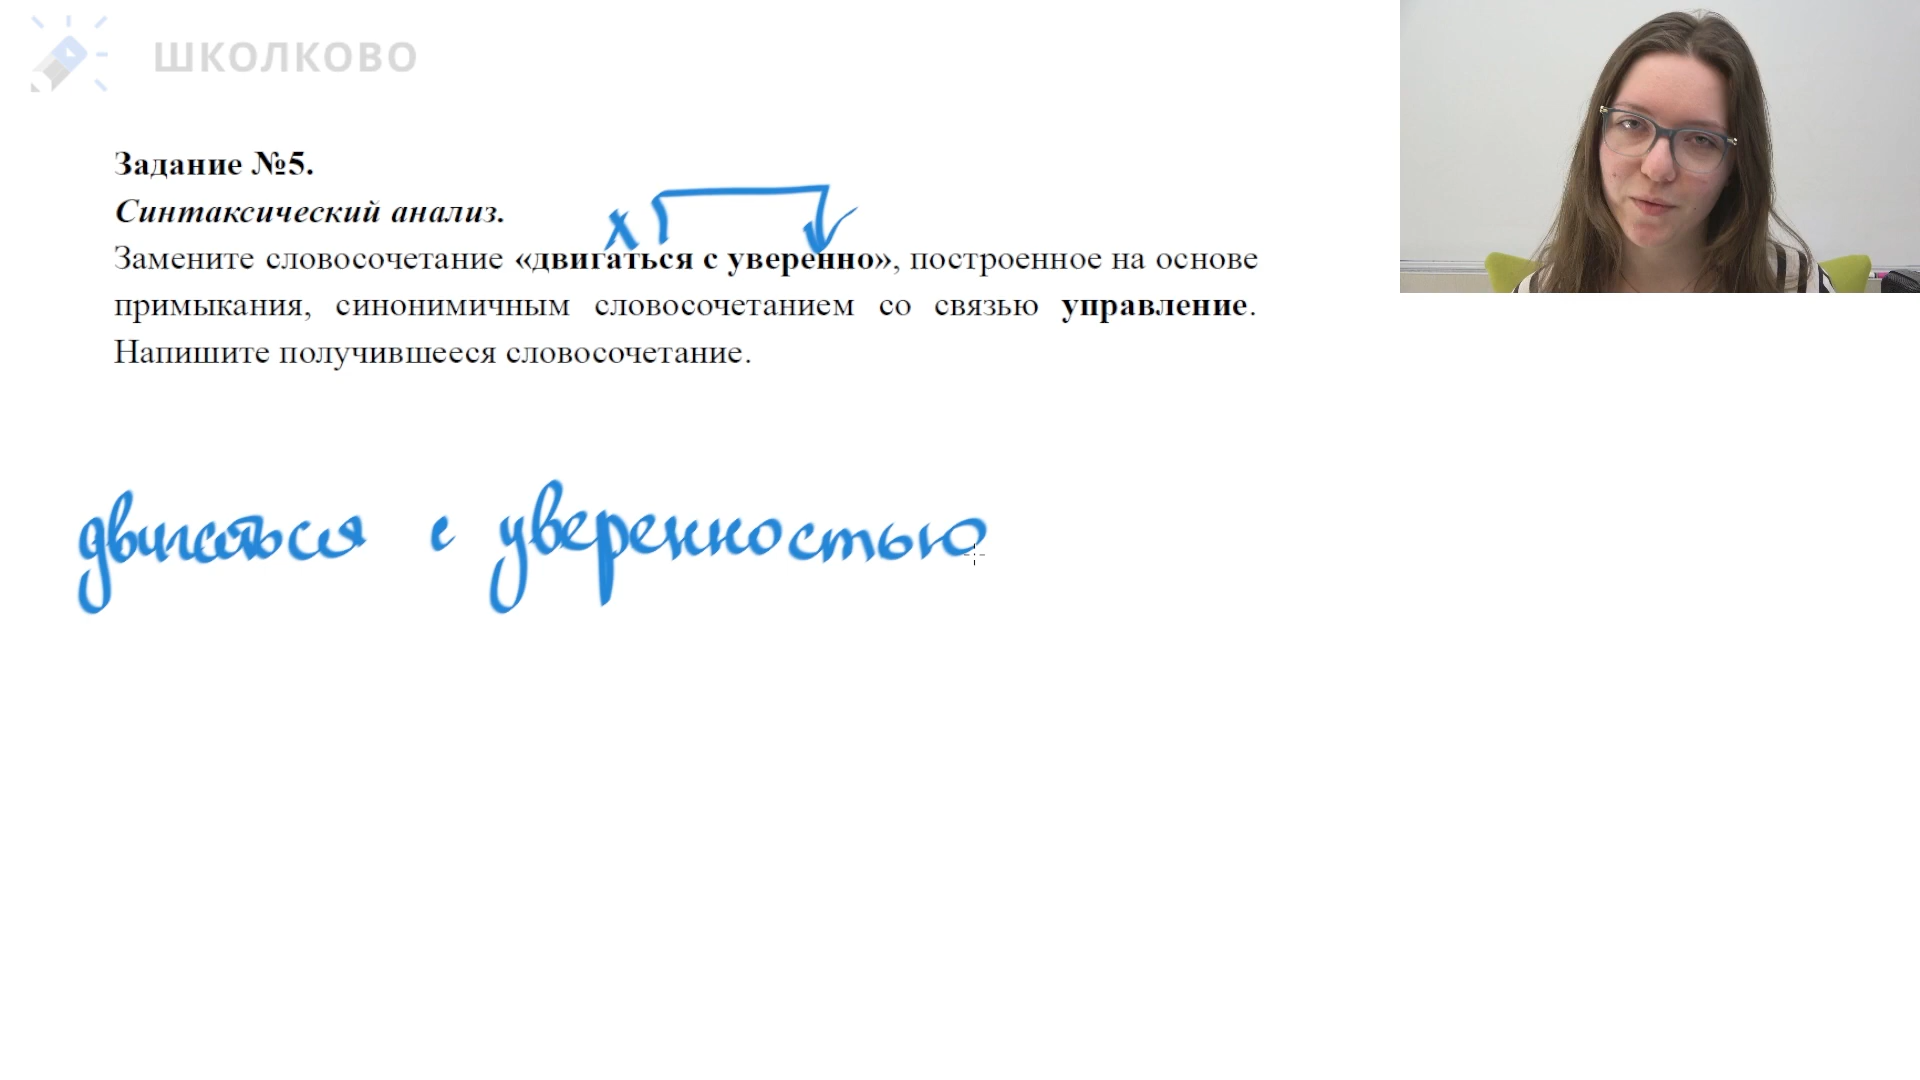 ШКОЛКОВО
Задание №5.
Синтаксический анализ.
Замените словосочетание «двигаться с уверенно», построенное на основе
примыкания, синонимичным словосочетанием со связью управление.
Напишите получившееся словосочетание.
х
двигаться с уверенностью